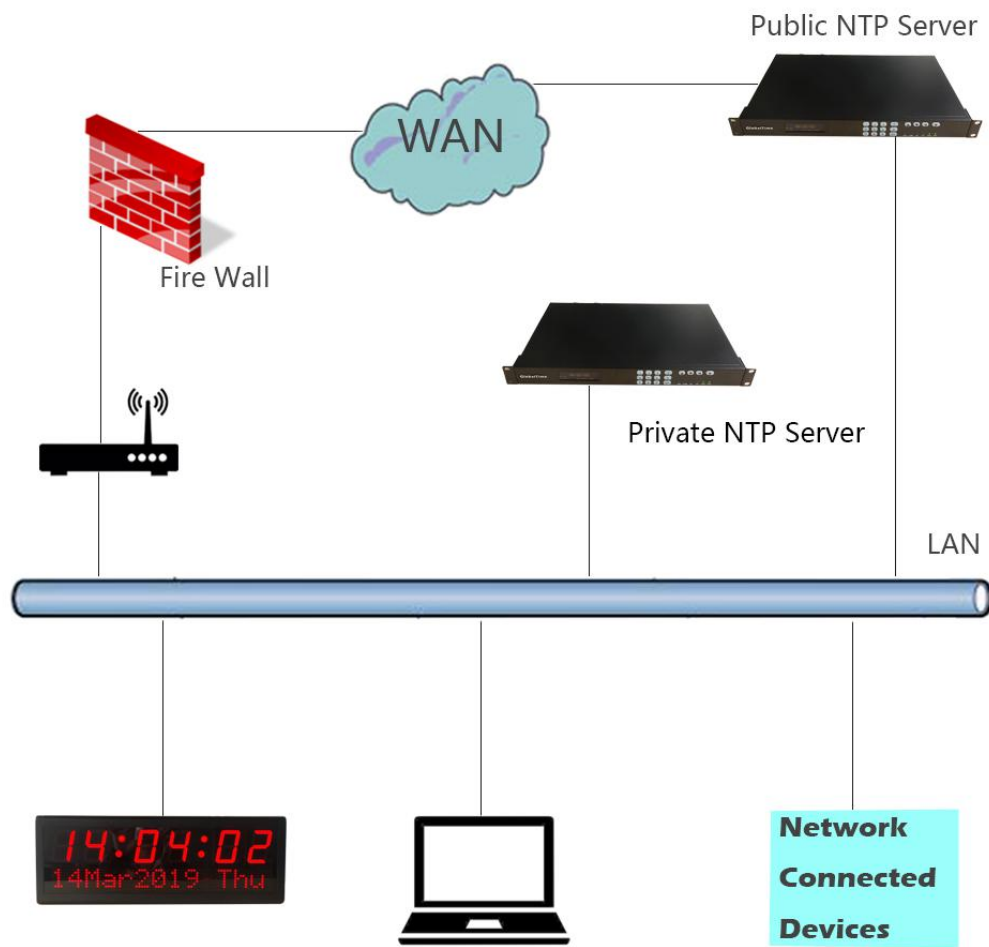 Public NTP Server
WAN
Fire Wall
Private NTP Server
LAN
14:04:02
14Mar2019 Thu
Network
Connected
Devices